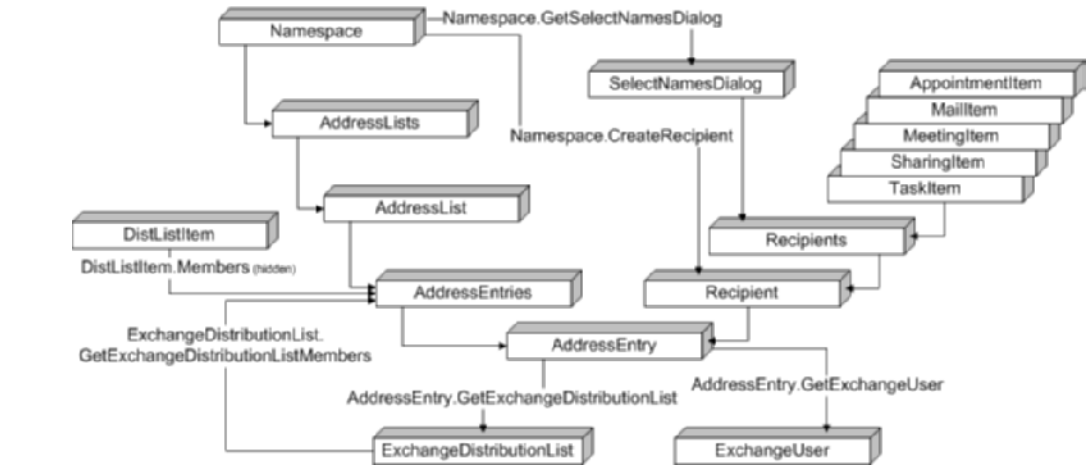 Namespace.GetSelectNamesDialog
Namespace
SelectNamesDialog
AppointmentItem
MailItem
AddressLists
Namespace.CreateRecipient
MeetingItem
SharingItem
TaskItem
AddressList
DistListItem
Recipients
DistListItem.Members (hidden)
AddressEntries
Recipient
ExchangeDistributionList.
GetExchangeDistributionListMembers
AddressEntry
AddressEntry.GetExchangeUser
AddressEntry.GetExchangeDistributionList
ExchangeDistributionList
ExchangeUser